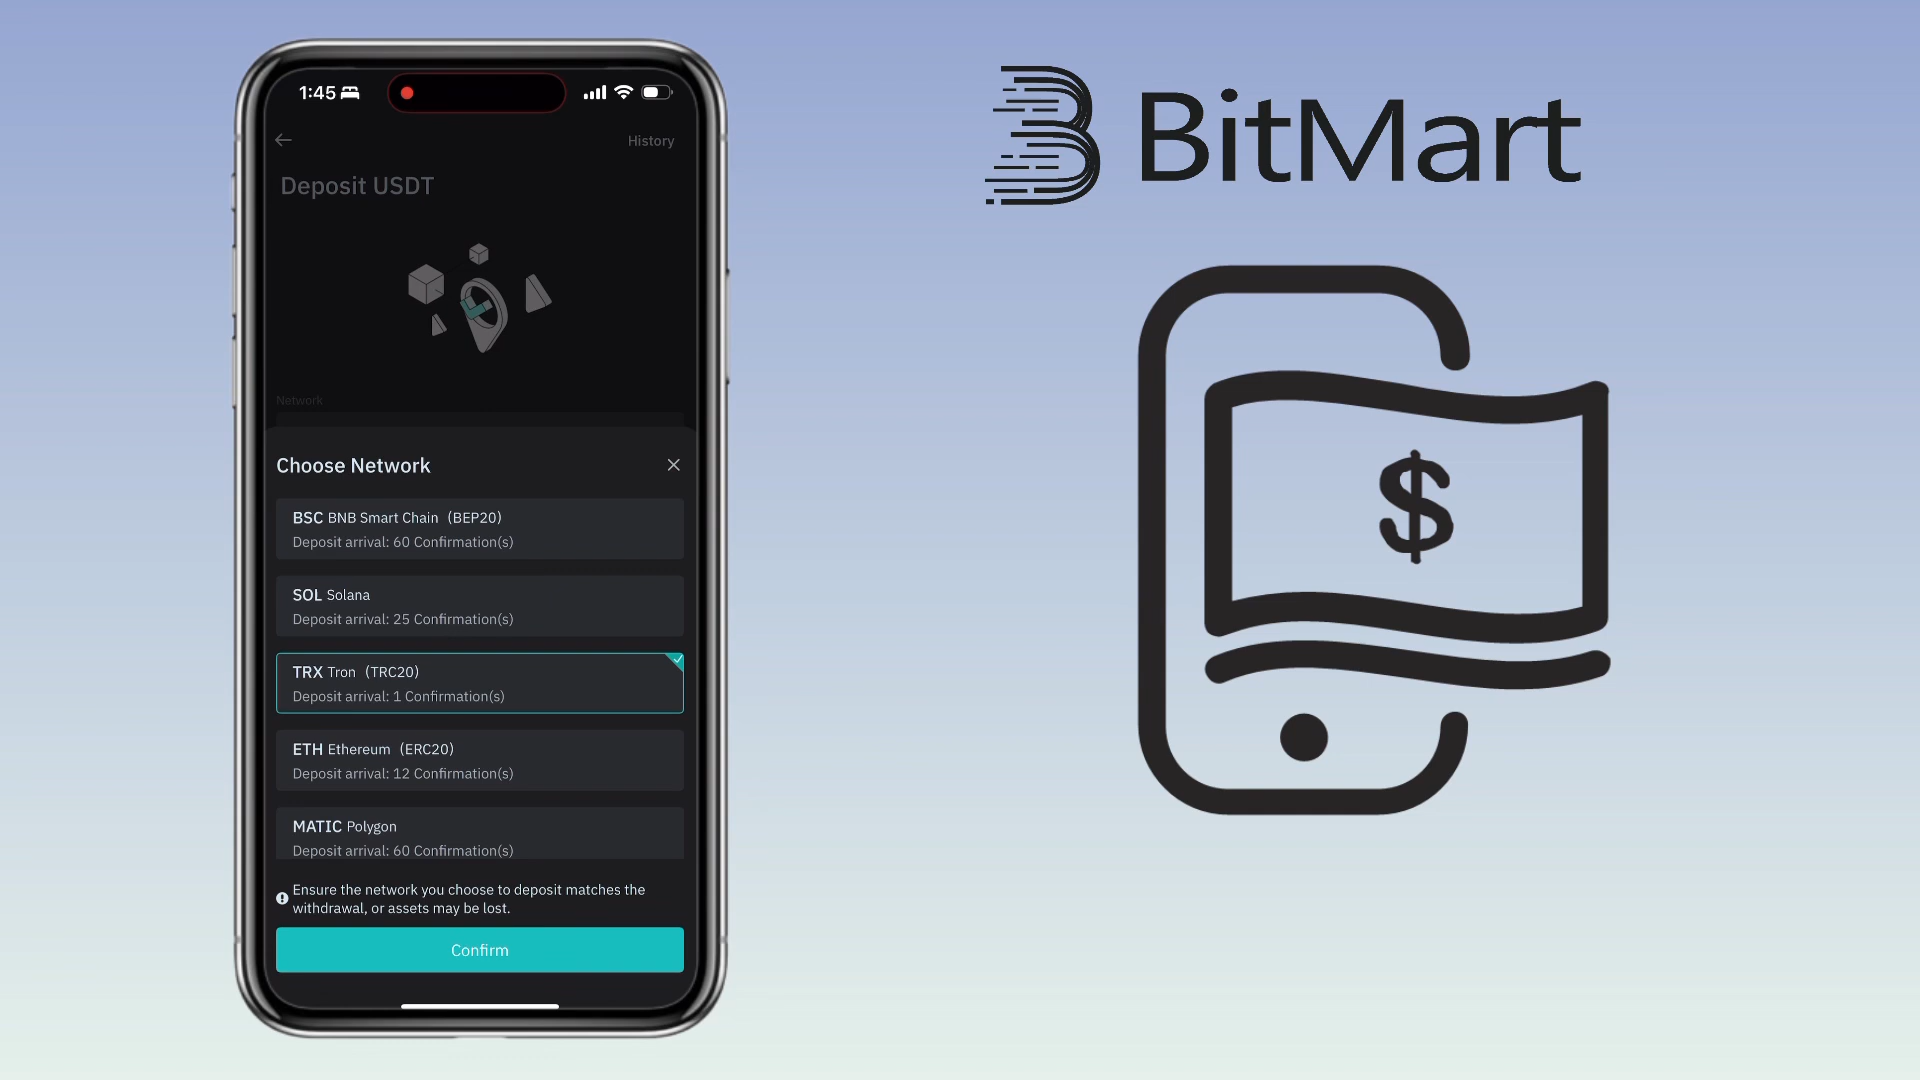 1:45
History
Deposit USDT
Network
Choose Network
BSC BNB Smart Chain (BEP20)
Deposit arrival: 60 Confirmation(s)
SOL Solana
Deposit arrival: 25 Confirmation(s)
TRX Tron (TRC20)
Deposit arrival: 1 Confirmation(s)
ETH Ethereum (ERC20)
Deposit arrival: 12 Confirmation(s)
MATIC Polygon
Deposit arrival: 60 Confirmation(s)
Ensure the network you choose to deposit matches the
withdrawal, or assets may be lost.
Confirm
BitMart
$